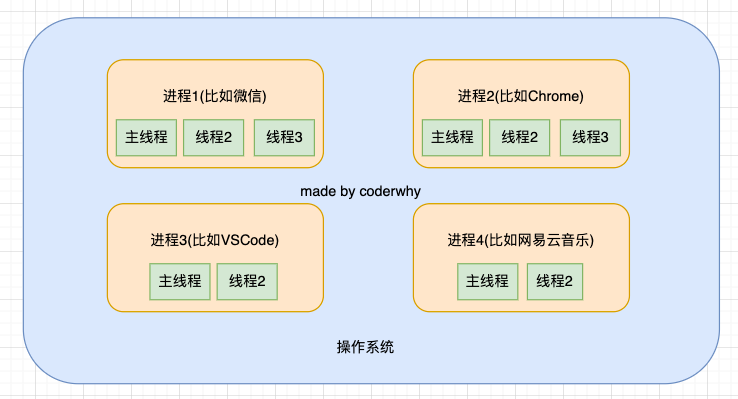 进程1(比如微信)
主线程 线程2 线程3
进程2(比如Chrome)
主线程 线程2 线程3
made by coderwhy
进程3(比如VSCode)
主线程 线程2
进程4(比如网易云音乐)
主线程 线程2
操作系统